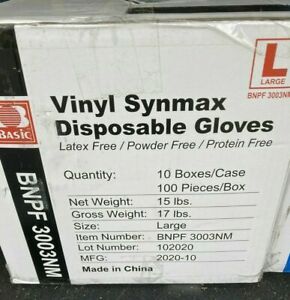 L
LARGE
BNPF 3003NM
B
Basic
Vinyl Synmax
Disposable Gloves
Latex Free / Powder Free / Protein Free
BNPF 3003NM
Quantity: 10 Boxes/Case
100 Pieces/Box
Net Weight: 15 lbs.
Gross Weight: 17 lbs.
Size: Large
Item Number: BNPF 3003NM
Lot Number: 102020
MFG: 2020-10
Made in China